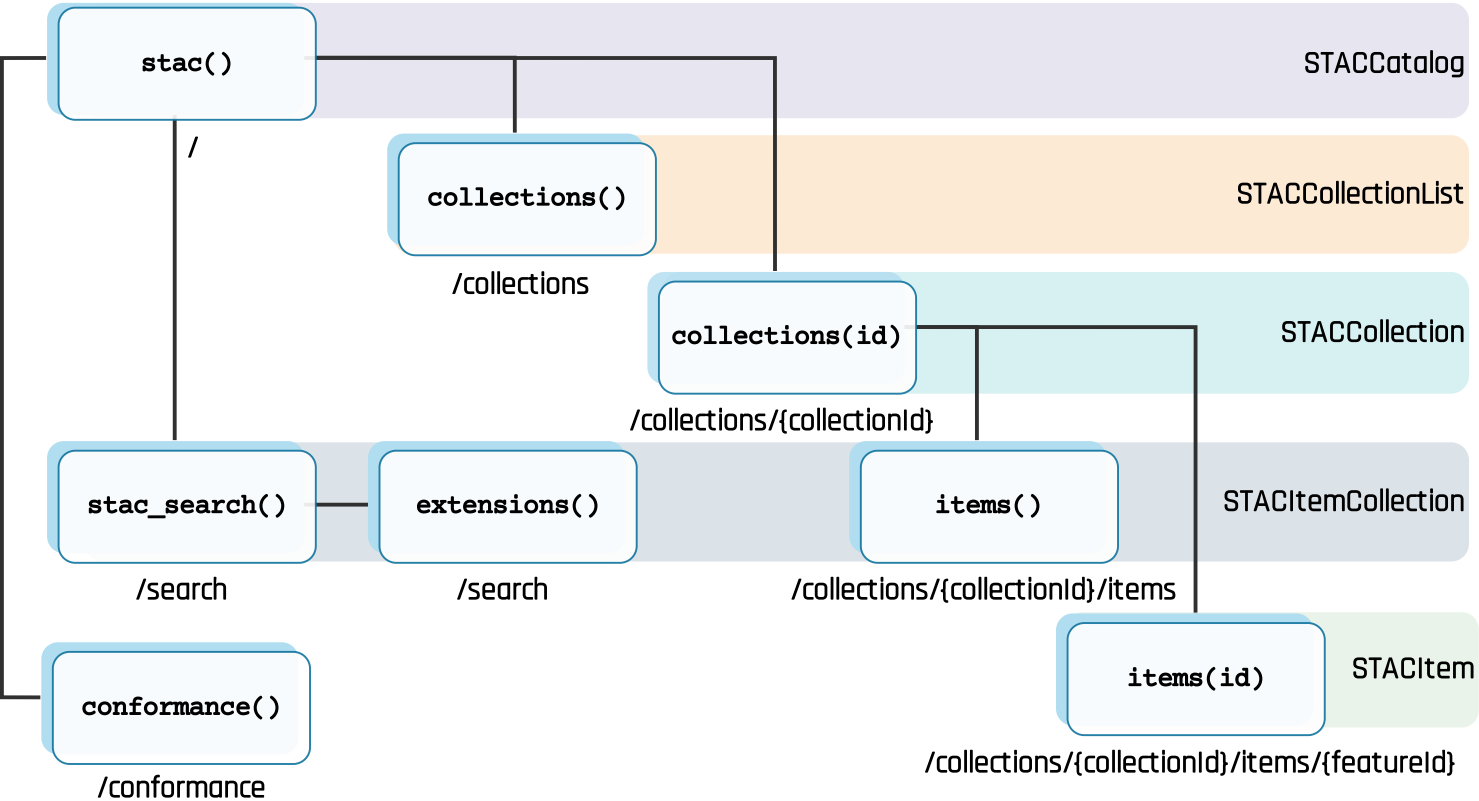 stac()
STACCatalog
/
collections()
STACCollectionList
/collections
collections(id)
STACCollection
/collections/{collectionId}
stac_search()
extensions()
items()
STACItemCollection
/search
/search
/collections/{collectionId}/items
items(id)
STACItem
conformance()
/collections/{collectionId}/items/{featureId}
/conformance